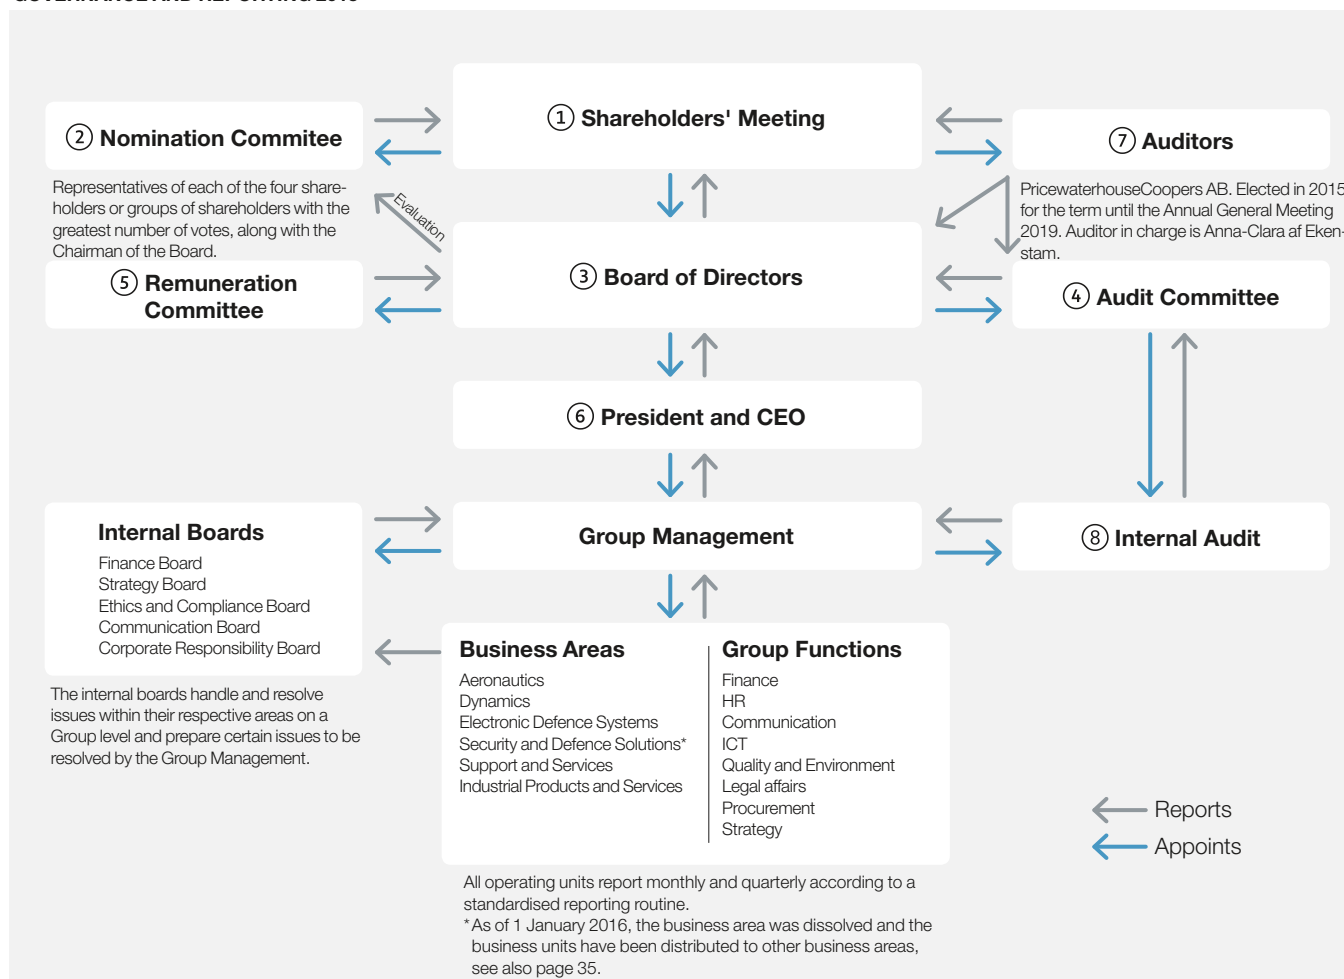 ① Shareholders' Meeting
② Nomination Commitee
⑦ Auditors
Representatives of each of the four share-
holders or groups of shareholders with the
greatest number of votes, along with the
Chairman of the Board.
Evaluation
PricewaterhouseCoopers AB. Elected in 2015
for the term until the Annual General Meeting
2019. Auditor in charge is Anna-Clara af Eken-
stam.
⑤ Remuneration
Committee
③ Board of Directors
④ Audit Committee
⑥ President and CEO
Internal Boards
Finance Board
Strategy Board
Ethics and Compliance Board
Communication Board
Corporate Responsibility Board
Group Management
⑧ Internal Audit
The internal boards handle and resolve
issues within their respective areas on a
Group level and prepare certain issues to be
resolved by the Group Management.
Business Areas
Aeronautics
Dynamics
Electronic Defence Systems
Security and Defence Solutions*
Support and Services
Industrial Products and Services
Group Functions
Finance
HR
Communication
ICT
Quality and Environment
Legal affairs
Procurement
Strategy
Reports
Appoints
All operating units report monthly and quarterly according to a
standardised reporting routine.
* As of 1 January 2016, the business area was dissolved and the
business units have been distributed to other business areas,
see also page 35.